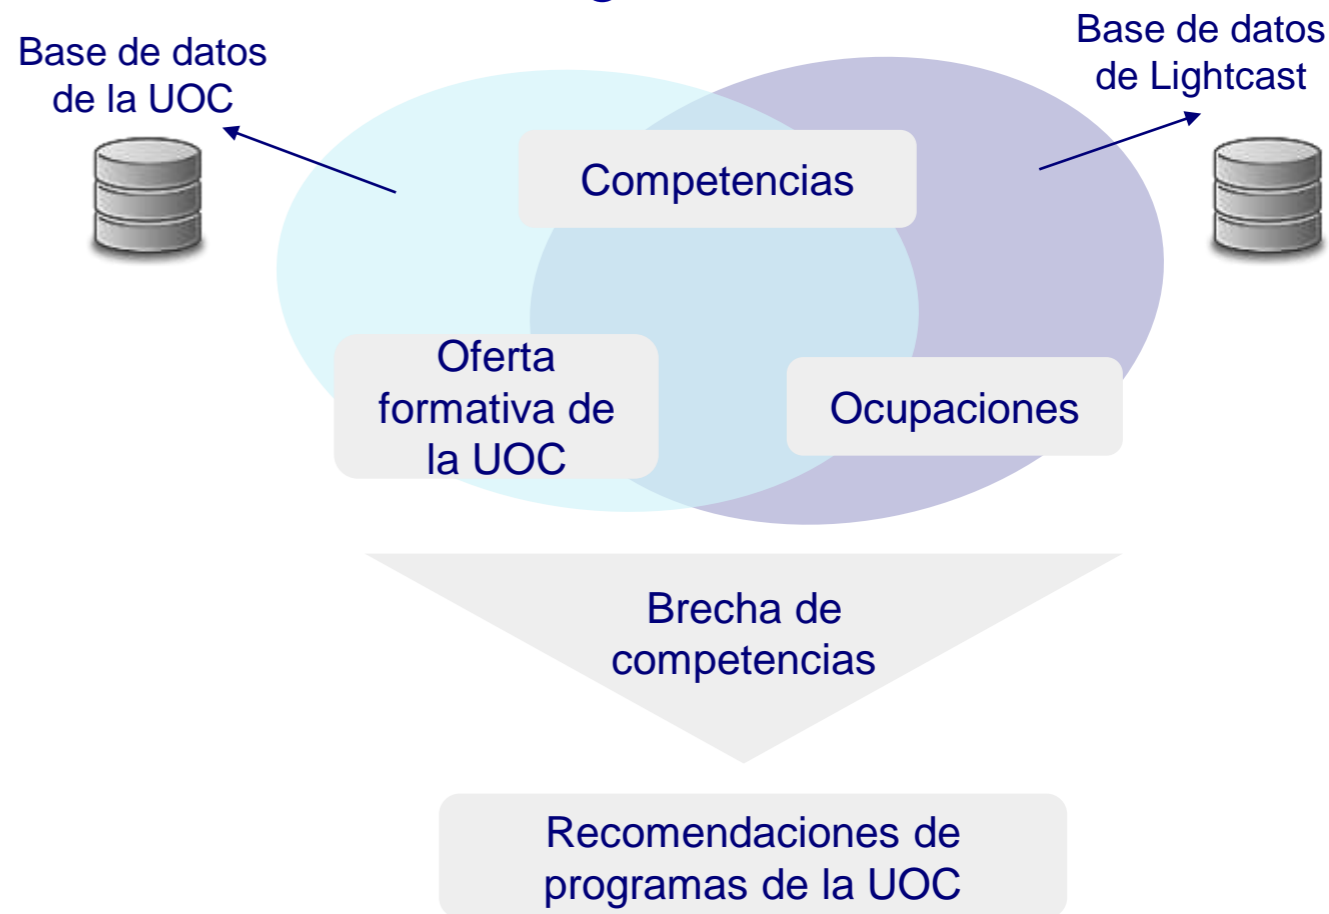 Base de datos
de la UOC
Base de datos
de Lightcast
Competencias
Oferta
formativa de
la UOC
Ocupaciones
Brecha de
competencias
Recomendaciones de
programas de la UOC